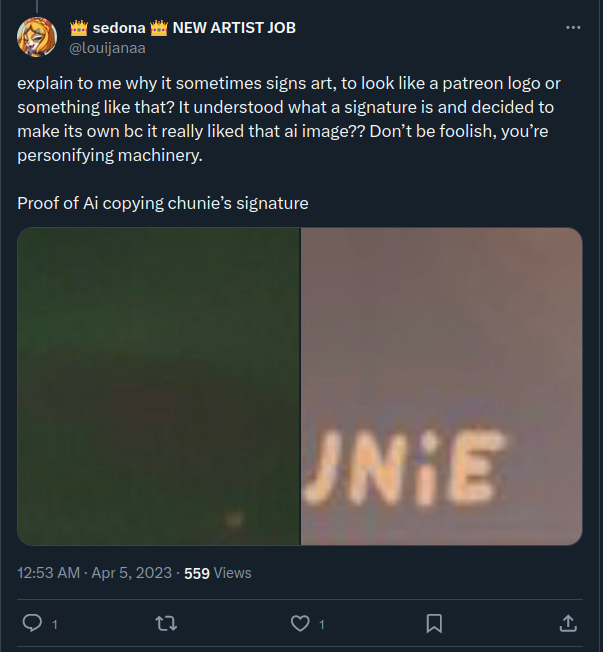 👑 sedona 👑 NEW ARTIST JOB
@louijanaa
explain to me why it sometimes signs art, to look like a patreon logo or
something like that? It understood what a signature is and decided to
make its own bc it really liked that ai image?? Don’t be foolish, you’re
personifying machinery.
Proof of Ai copying chunie’s signature
UNiE
12:53 AM · Apr 5, 2023 · 559 Views
1
1